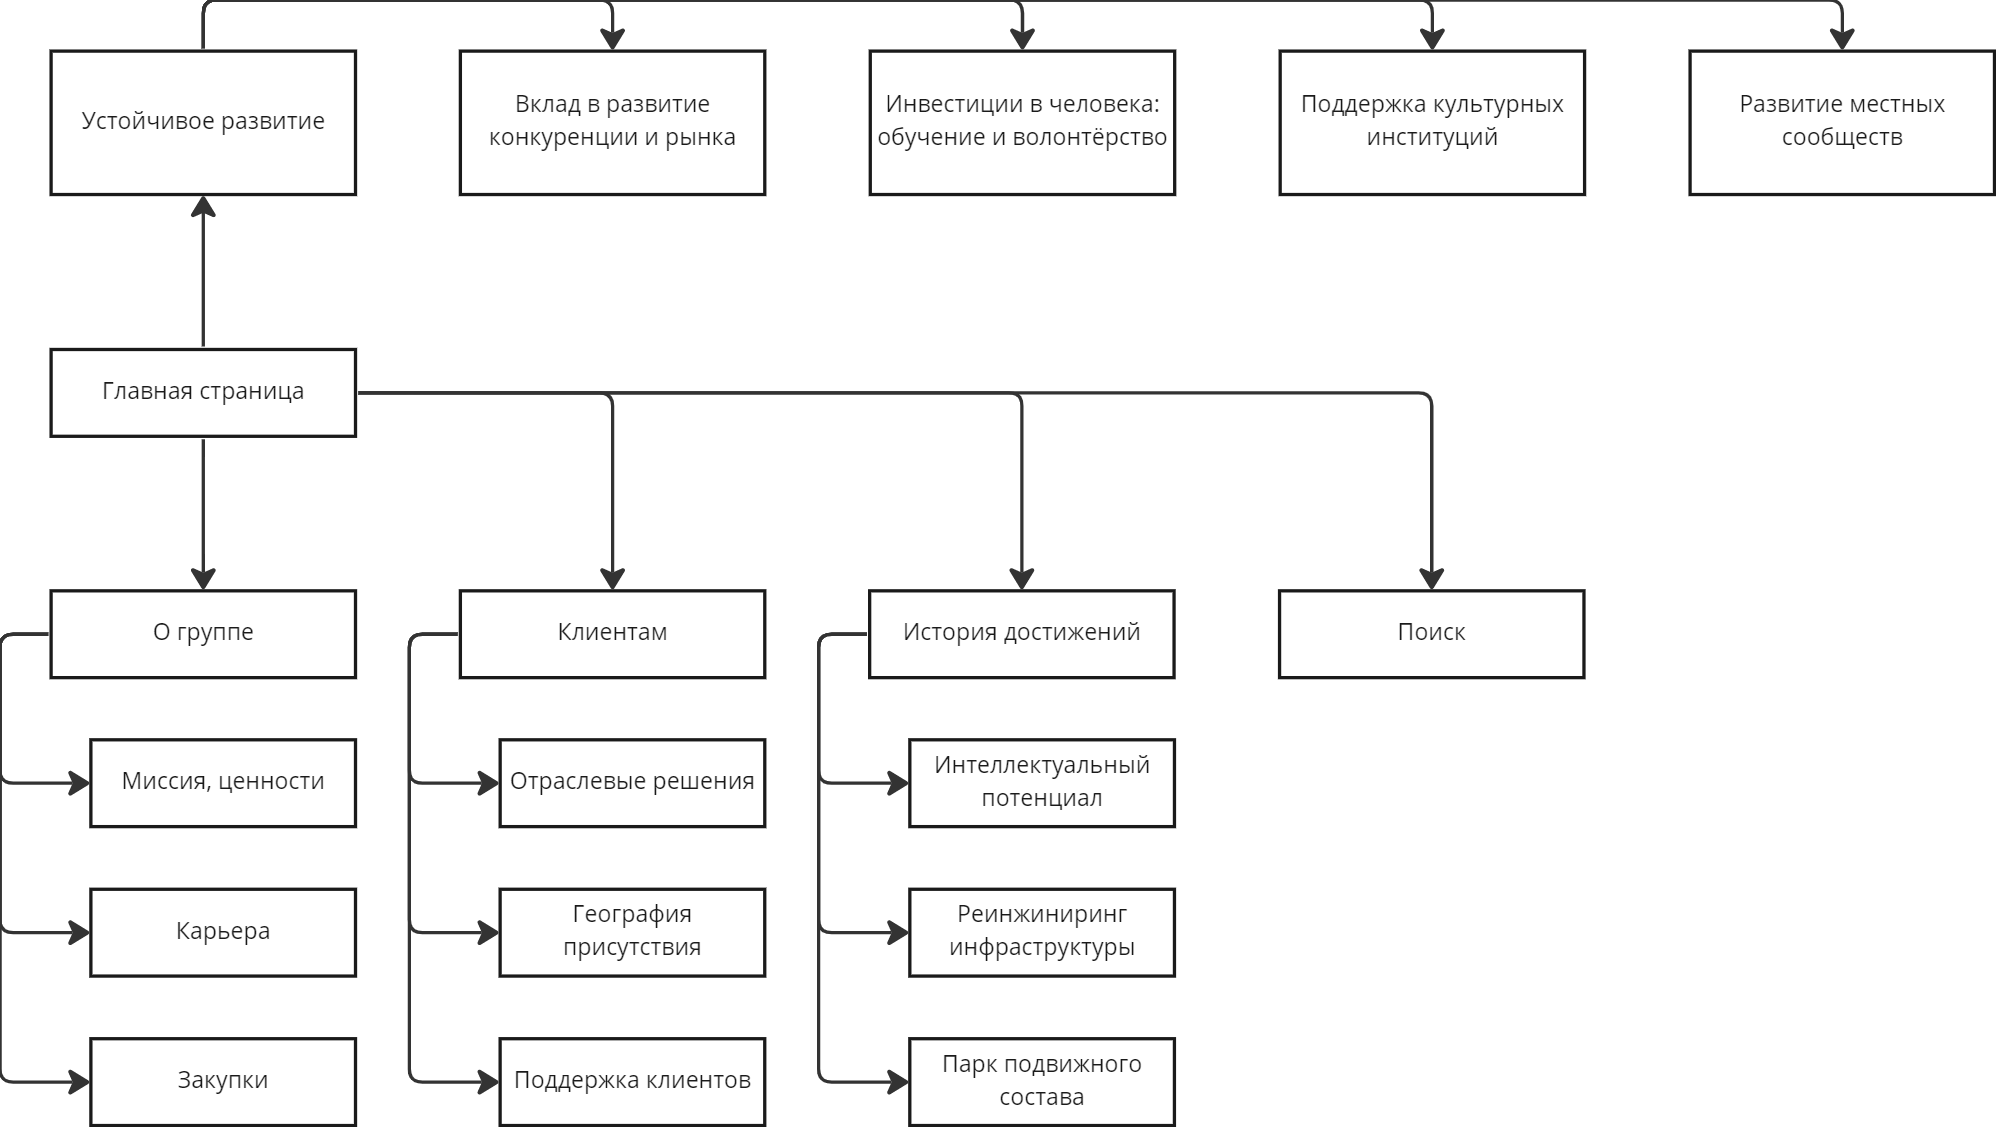 Устойчивое развитие
Вклад в развитие
конкуренции и рынка
Инвестиции в человека:
обучение и волонтёрство
Поддержка культурных
институций
Развитие местных
сообществ
Главная страница
О группе
Клиентам
История достижений
Поиск
Миссия, ценности
Отраслевые решения
Интеллектуальный
потенциал
Карьера
География
присутствия
Реинжиниринг
инфраструктуры
Закупки
Поддержка клиентов
Парк подвижного
состава